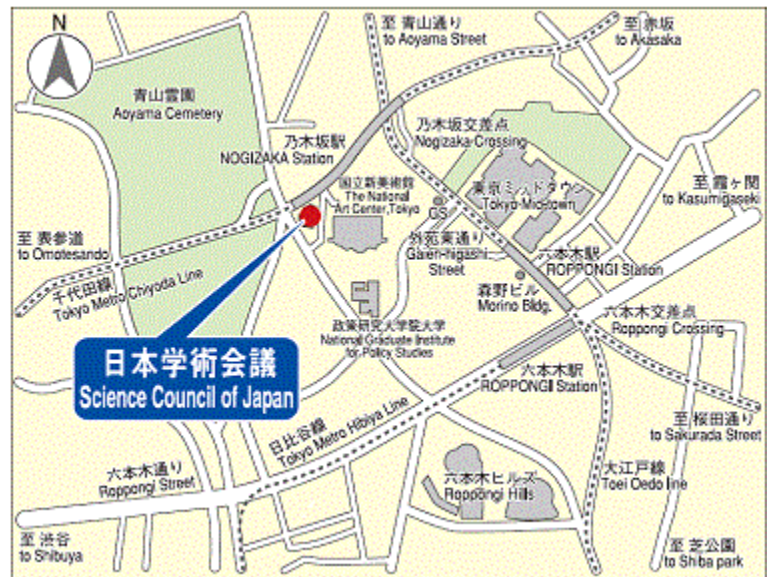 N
至 青山通り
to Aoyama Street
至 赤坂
to Akasaka
青山霊園
Aoyama Cemetery
乃木坂駅
NOGIZAKA Station
乃木坂交差点
Nogizaka Crossing
国立新美術館
The National
Art Center,Tokyo
東京ミッドタウン
Tokyo Mid-town
至 霞ヶ関
to Kasumigaseki
GS
至 表参道
to Omotesando
外苑東通り
Gaien-higashi
Street
六本木駅
ROPPONGI Station
千代田線
Tokyo Metro Chiyoda Line
森野ビル
Morino Bldg.
六本木交差点
Roppongi Crossing
政策研究大学院大学
National Graduate Institute
for Policy Studies
日本学術会議
Science Council of Japan
六本木駅
ROPPONGI Station
日比谷線
Tokyo Metro Hibiya Line
至 桜田通り
to Sakurada Street
六本木通り
Roppongi Street
六本木ヒルズ
Roppongi Hills
大江戸線
Toei Oedo line
至 渋谷
to Shibuya
至 芝公園
to Shiba park